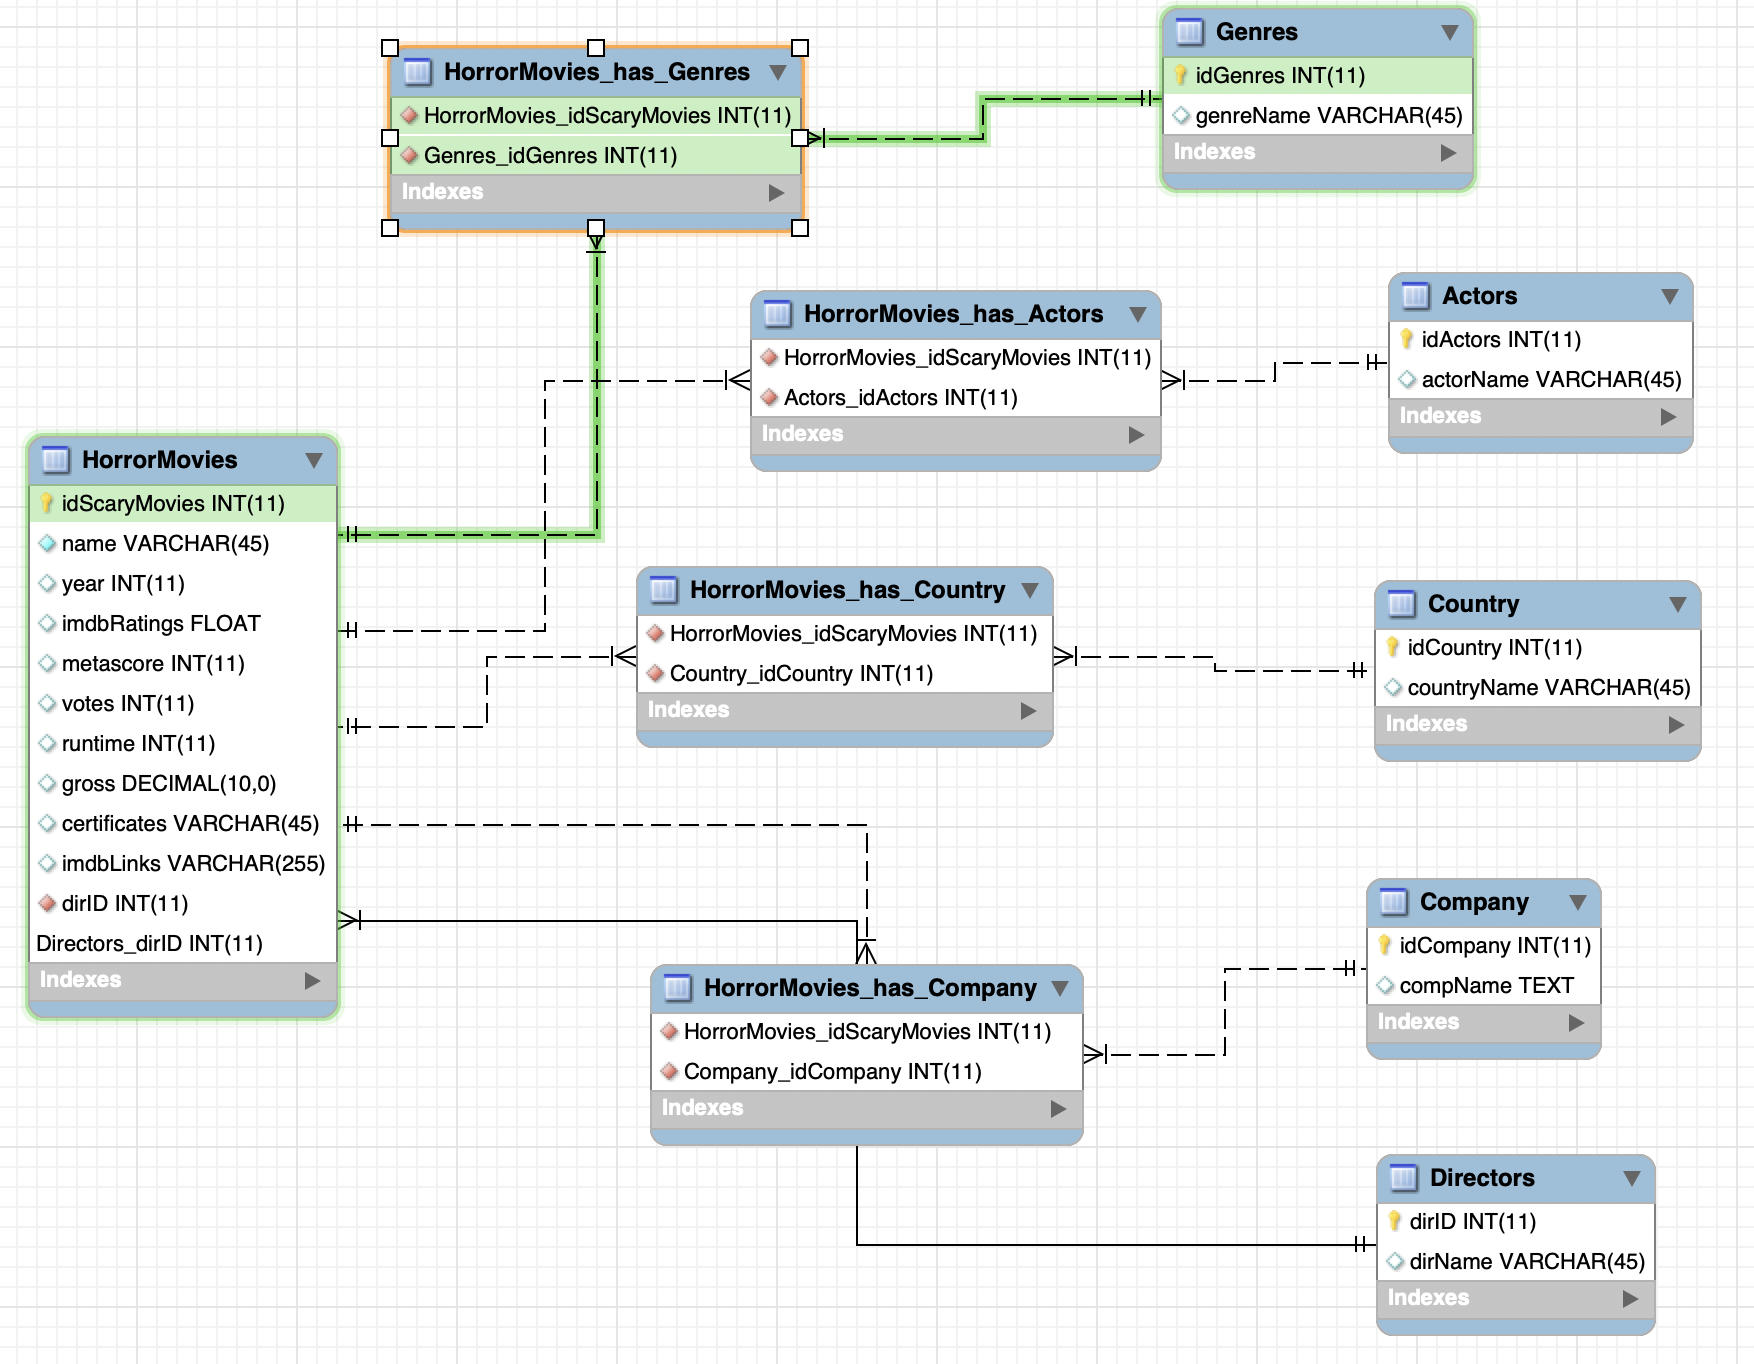 HorrorMovies_has_Genres
HorrorMovies_idScaryMovies INT(11)
Genres_idGenres INT(11)
Indexes
Genres
idGenres INT(11)
genreName VARCHAR(45)
Indexes
HorrorMovies_has_Actors
HorrorMovies_idScaryMovies INT(11)
Actors_idActors INT(11)
Indexes
Actors
idActors INT(11)
actorName VARCHAR(45)
Indexes
HorrorMovies
idScaryMovies INT(11)
name VARCHAR(45)
year INT(11)
imdbRatings FLOAT
metascore INT(11)
votes INT(11)
runtime INT(11)
gross DECIMAL(10,0)
certificates VARCHAR(45)
imdbLinks VARCHAR(255)
dirID INT(11)
Directors_dirID INT(11)
Indexes
HorrorMovies_has_Country
HorrorMovies_idScaryMovies INT(11)
Country_idCountry INT(11)
Indexes
Country
idCountry INT(11)
countryName VARCHAR(45)
Indexes
HorrorMovies_has_Company
HorrorMovies_idScaryMovies INT(11)
Company_idCompany INT(11)
Indexes
Company
idCompany INT(11)
compName TEXT
Indexes
Directors
dirID INT(11)
dirName VARCHAR(45)
Indexes